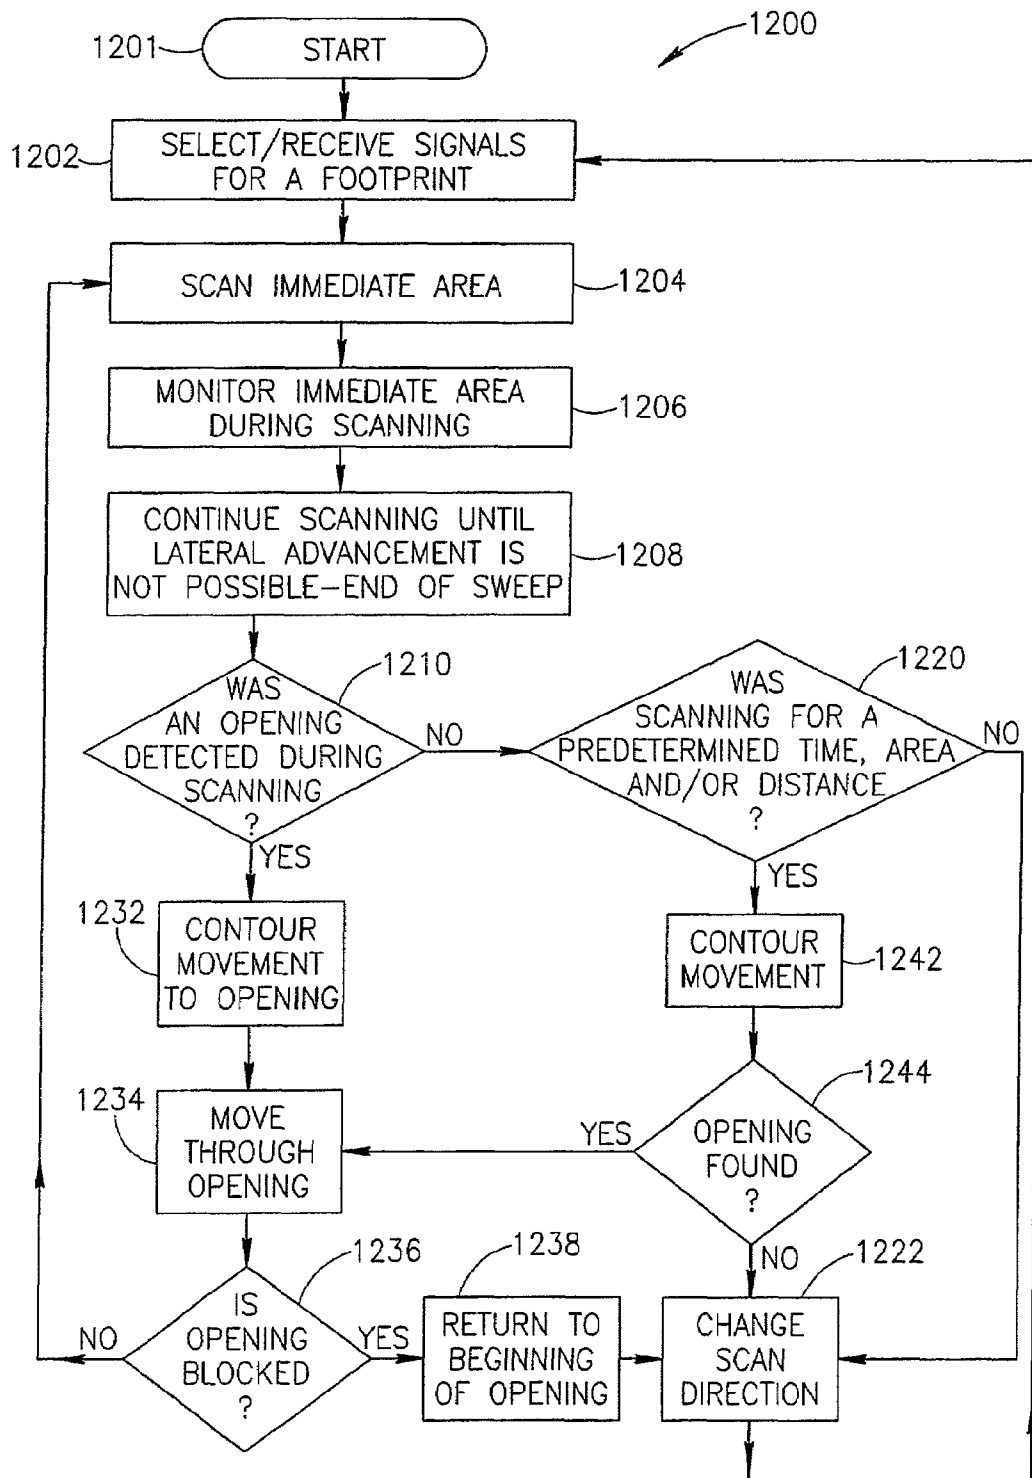 1200
1201
START
1202
SELECT/RECEIVE SIGNALS
FOR A FOOTPRINT
SCAN IMMEDIATE AREA
1204
MONITOR IMMEDIATE AREA
DURING SCANNING
1206
CONTINUE SCANNING UNTIL
LATERAL ADVANCEMENT IS
NOT POSSIBLE-END OF SWEEP
1208
1210
WAS
AN OPENING
DETECTED DURING
SCANNING
?
NO
YES
1220
WAS
SCANNING FOR A
PREDETERMINED TIME, AREA
AND/OR DISTANCE
?
NO
YES
1232
CONTOUR
MOVEMENT
TO OPENING
CONTOUR
MOVEMENT
1242
1234
MOVE
THROUGH
OPENING
1244
OPENING
FOUND
?
YES
NO
1236
IS
OPENING
BLOCKED
?
NO
YES
1238
RETURN TO
BEGINNING
OF OPENING
1222
CHANGE
SCAN
DIRECTION